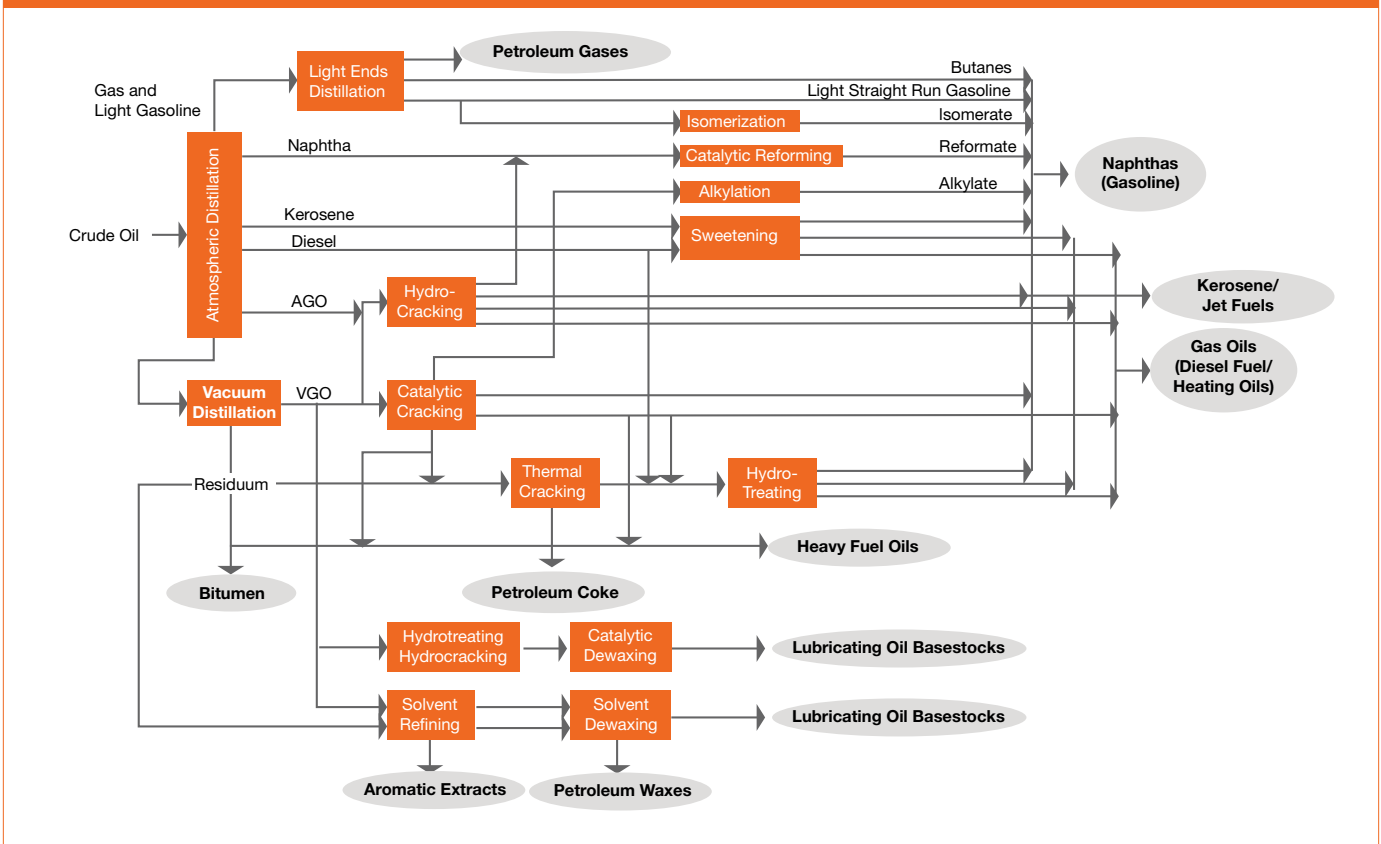 Petroleum Gases
Light Ends
Distillation
Butanes
Gas and
Light Gasoline
Light Straight Run Gasoline
Isomerization
Isomerate
Naphtha
Catalytic Reforming
Reformate
Naphthas
(Gasoline)
Alkylation
Alkylate
Atmospheric Distillation
Kerosene
Crude Oil
Diesel
Sweetening
AGO
Hydro-
Cracking
Kerosene/
Jet Fuels
Gas Oils
(Diesel Fuel/
Heating Oils)
Vacuum
Distillation
VGO
Catalytic
Cracking
Residuum
Thermal
Cracking
Hydro-
Treating
Heavy Fuel Oils
Bitumen
Petroleum Coke
Hydrotreating
Hydrocracking
Catalytic
Dewaxing
Lubricating Oil Basestocks
Solvent
Refining
Solvent
Dewaxing
Lubricating Oil Basestocks
Aromatic Extracts
Petroleum Waxes